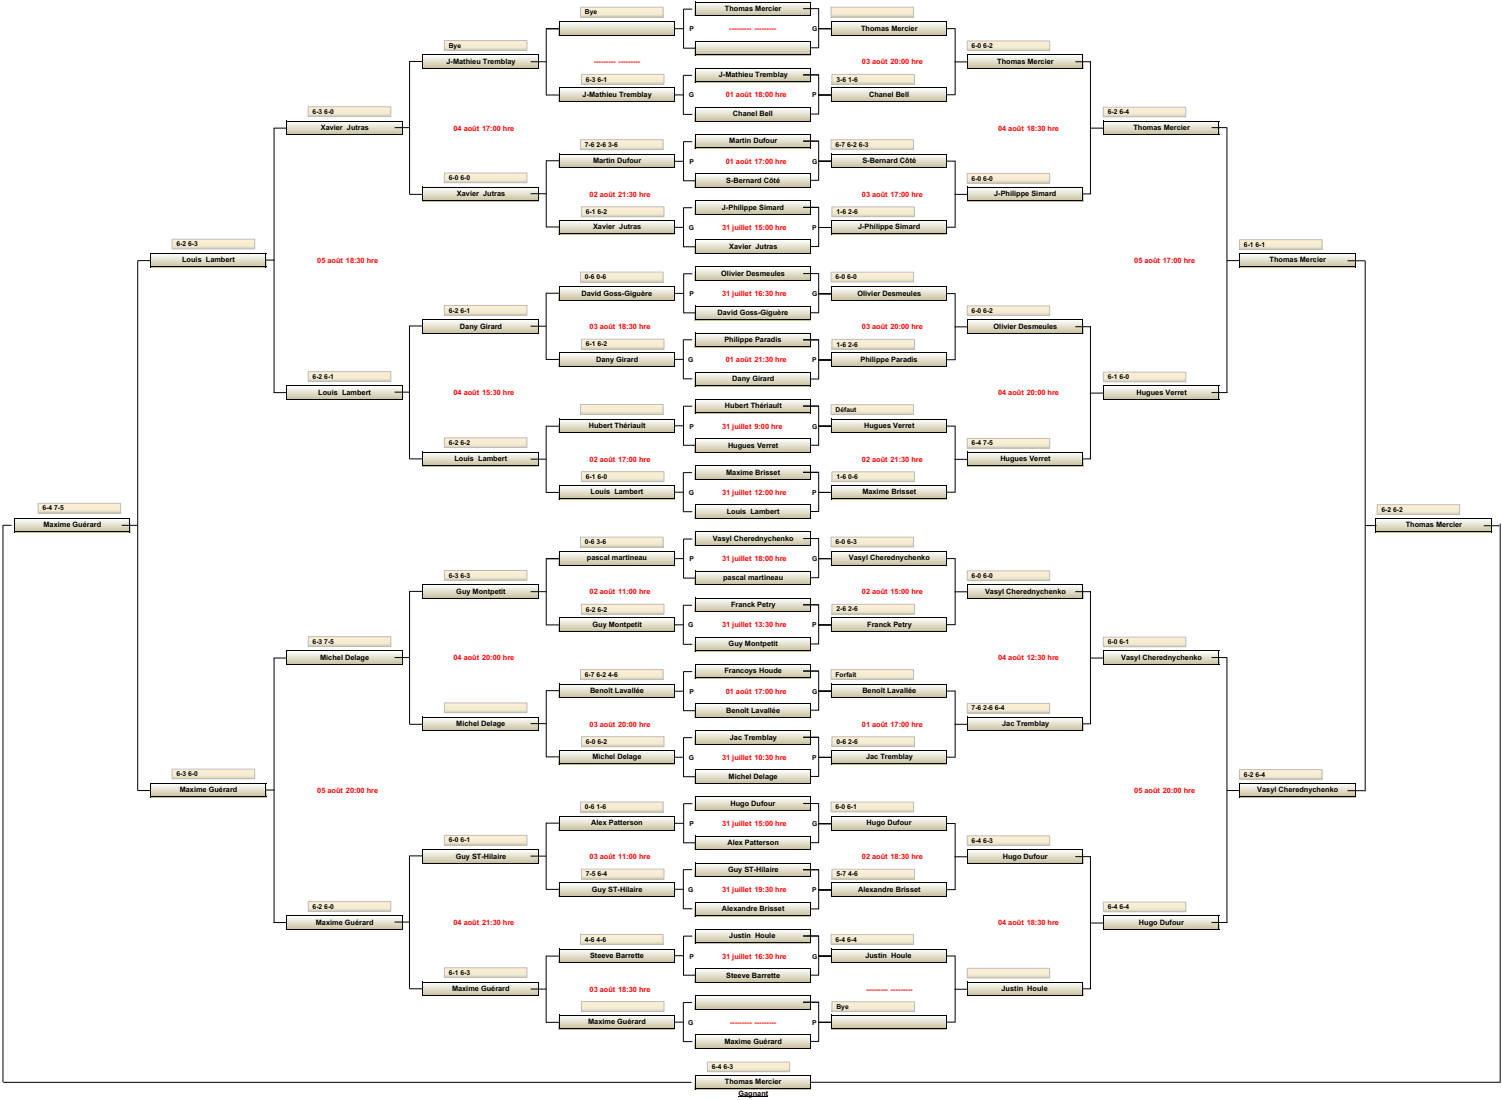 Bye
Thomas Mercier
P
--------- ---------
G
Thomas Mercier
Bye
J-Mathieu Tremblay
--------- ---------
03 août 20:00 hre
6-0 6-2
Thomas Mercier
6-3 6-1
J-Mathieu Tremblay
J-Mathieu Tremblay
G
01 août 18:00 hre
P
Chanel Bell
3-6 1-6
Chanel Bell
6-3 6-0
Xavier Jutras
04 août 17:00 hre
04 août 18:30 hre
6-2 6-4
Thomas Mercier
7-6 2-6 3-6
Martin Dufour
Martin Dufour
P
01 août 17:00 hre
G
S-Bernard Côté
6-7 6-2 6-3
S-Bernard Côté
6-0 6-0
Xavier Jutras
02 août 21:30 hre
03 août 17:00 hre
6-0 6-0
J-Philippe Simard
6-1 6-2
Xavier Jutras
J-Philippe Simard
G
31 juillet 15:00 hre
P
Xavier Jutras
1-6 2-6
J-Philippe Simard
6-2 6-3
Louis Lambert
05 août 18:30 hre
05 août 17:00 hre
6-1 6-1
Thomas Mercier
0-6 0-6
David Goss-Giguère
Olivier Desmeules
P
31 juillet 16:30 hre
G
David Goss-Giguère
6-0 6-0
Olivier Desmeules
6-2 6-1
Dany Girard
03 août 18:30 hre
03 août 20:00 hre
6-0 6-2
Olivier Desmeules
6-1 6-2
Dany Girard
Philippe Paradis
G
01 août 21:30 hre
P
Dany Girard
1-6 2-6
Philippe Paradis
6-2 6-1
Louis Lambert
04 août 15:30 hre
04 août 20:00 hre
6-1 6-0
Hugues Verret
Hubert Thériault
Hubert Thériault
P
31 juillet 9:00 hre
G
Hugues Verret
Défaut
Hugues Verret
6-2 6-2
Louis Lambert
02 août 17:00 hre
02 août 21:30 hre
6-4 7-5
Hugues Verret
6-1 6-0
Louis Lambert
Maxime Brisset
G
31 juillet 12:00 hre
P
Louis Lambert
1-6 0-6
Maxime Brisset
6-4 7-5
Maxime Guérard
6-2 6-2
Thomas Mercier
0-6 3-6
pascal martineau
Vasyl Cherednychenko
P
31 juillet 18:00 hre
G
pascal martineau
6-0 6-3
Vasyl Cherednychenko
6-3 6-3
Guy Montpetit
02 août 11:00 hre
02 août 15:00 hre
6-0 6-0
Vasyl Cherednychenko
6-2 6-2
Guy Montpetit
Franck Petry
G
31 juillet 13:30 hre
P
Guy Montpetit
2-6 2-6
Franck Petry
6-3 7-5
Michel Delage
04 août 20:00 hre
04 août 12:30 hre
6-0 6-1
Vasyl Cherednychenko
6-7 6-2 4-6
Benoît Lavallée
Francoys Houde
P
01 août 17:00 hre
G
Benoît Lavallée
Forfait
Benoît Lavallée
Michel Delage
03 août 20:00 hre
01 août 17:00 hre
7-6 2-6 6-4
Jac Tremblay
6-0 6-2
Michel Delage
Jac Tremblay
G
31 juillet 10:30 hre
P
Michel Delage
0-6 2-6
Jac Tremblay
6-3 6-0
Maxime Guérard
05 août 20:00 hre
05 août 20:00 hre
6-2 6-4
Vasyl Cherednychenko
0-6 1-6
Alex Patterson
Hugo Dufour
P
31 juillet 15:00 hre
G
Alex Patterson
6-0 6-1
Hugo Dufour
6-0 6-1
Guy ST-Hilaire
03 août 11:00 hre
02 août 18:30 hre
6-4 6-3
Hugo Dufour
7-5 6-4
Guy ST-Hilaire
Guy ST-Hilaire
G
31 juillet 19:30 hre
P
Alexandre Brisset
5-7 4-6
Alexandre Brisset
6-2 6-0
Maxime Guérard
04 août 21:30 hre
04 août 18:30 hre
6-4 6-4
Hugo Dufour
4-6 4-6
Steeve Barrette
Justin Houle
P
31 juillet 16:30 hre
G
Steeve Barrette
6-4 6-4
Justin Houle
6-1 6-3
Maxime Guérard
03 août 18:30 hre
--------- ---------
Justin Houle
Maxime Guérard
G
--------- ---------
P
Maxime Guérard
Bye
6-4 6-3
Thomas Mercier
Gagnant